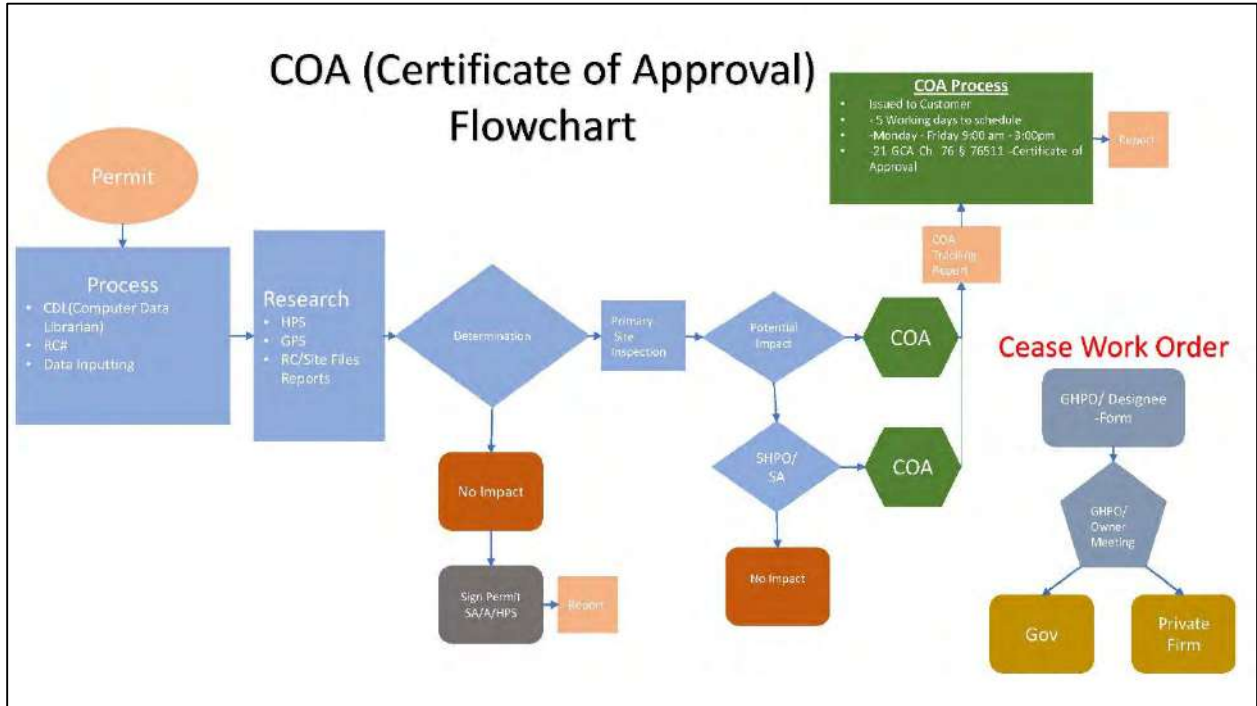 COA (Certificate of Approval)
Flowchart
COA Process
• Issued to Customer
• - 5 Working days to schedule
• -Monday - Friday 9:00 am - 3:00pm
• -21 GCA Ch. 76 § 76511 -Certificate of
Approval
Report
Permit
Process
• CDL(Computer Data
Librarian)
• RC#
• Data Inputting
Research
• HPS
• GPS
• RC/Site Files
Reports
Determination
Primary
Site
Inspection
Potential
Impact
COA
COA
Tracking
Report
No Impact
Sign Permit
SA/A/HPS
Report
SHPO/
SA
COA
No Impact
Cease Work Order
GHPO/ Designee
-Form
GHPO/
Owner
Meeting
Gov
Private
Firm